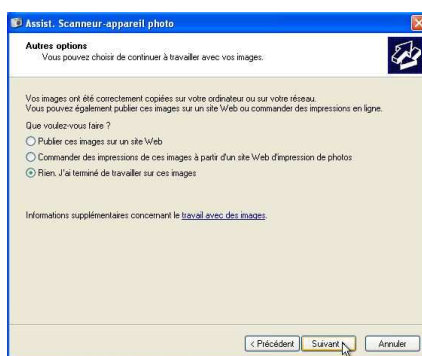 Assist. Scanneur-appareil photo
Autres options
Vous pouvez choisir de continuer à travailler avec vos images.
Vos images ont été correctement copiées sur votre ordinateur ou sur votre réseau.
Vous pouvez également publier ces images sur un site Web ou commander des impressions en ligne.
Que voulez-vous faire ?
Publier ces images sur un site Web
Commander des impressions de ces images à partir d'un site Web d'impression de photos
Rien. J'ai terminé de travailler sur ces images
Informations supplémentaires concernant le travail avec des images.
< Précédent Suivant > Annuler